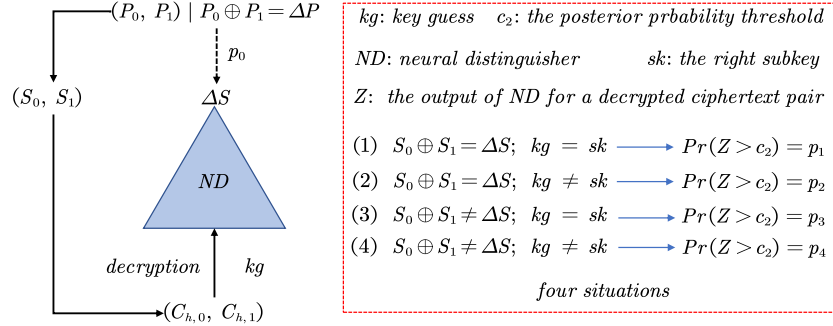 (P₀, P₁) | P₀ ⊕ P₁ = ΔP
p₀
(S₀, S₁)
ΔS
ND
decryption kg
(Cₕ,₀, Cₕ,₁)
kg: key guess c₂: the posterior prbability threshold
ND: neural distinguisher sk: the right subkey
Z: the output of ND for a decrypted ciphertext pair
(1) S₀ ⊕ S₁ = ΔS; kg = sk → Pr(Z > c₂) = p₁
(2) S₀ ⊕ S₁ = ΔS; kg ≠ sk → Pr(Z > c₂) = p₂
(3) S₀ ⊕ S₁ ≠ ΔS; kg = sk → Pr(Z > c₂) = p₃
(4) S₀ ⊕ S₁ ≠ ΔS; kg ≠ sk → Pr(Z > c₂) = p₄
four situations